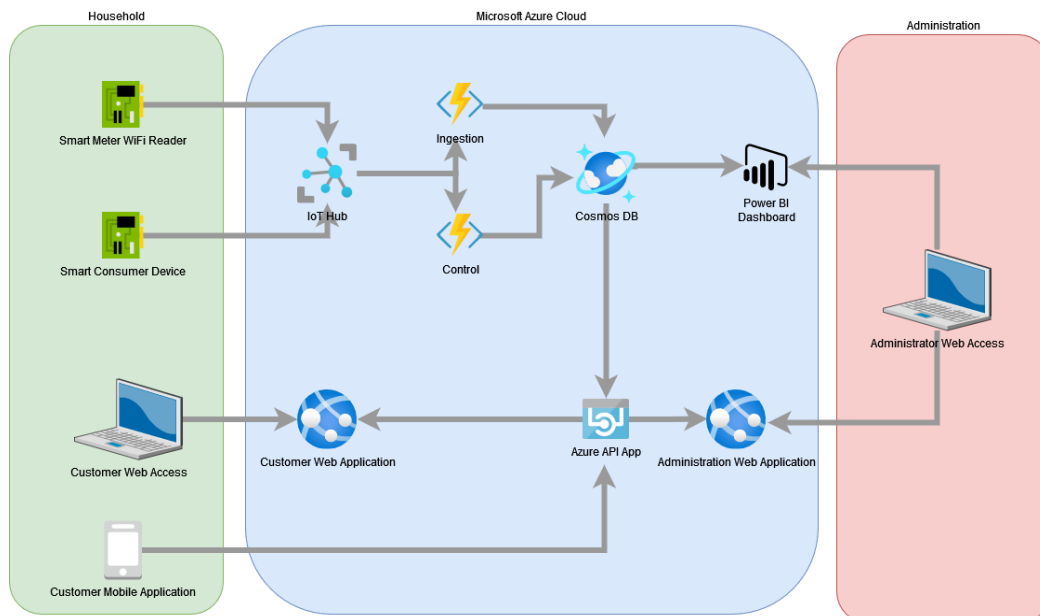 Household
Microsoft Azure Cloud
Administration
Smart Meter WiFi Reader
Ingestion
IoT Hub
Cosmos DB
Power BI
Dashboard
Smart Consumer Device
Control
Administrator Web Access
Customer Web Access
Customer Web Application
Azure API App
Administration Web Application
Customer Mobile Application